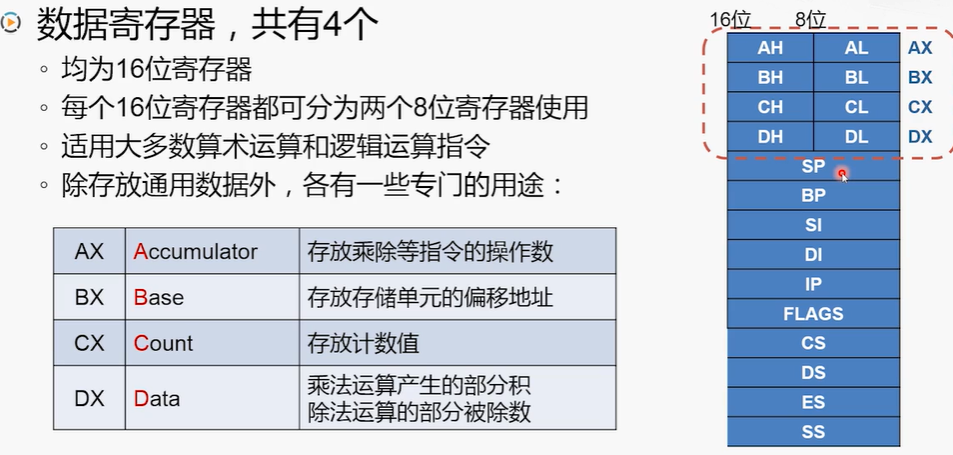 数据寄存器，共有4个
均为16位寄存器
每个16位寄存器都可分为两个8位寄存器使用
适用大多数算术运算和逻辑运算指令
除存放通用数据外，各有一些专门的用途：
AX Accumulator 存放乘除等指令的操作数
BX Base 存放存储单元的偏移地址
CX Count 存放计数值
DX Data 乘法运算产生的部分积
除法运算的部分被除数
16位 8位
AH AL AX
BH BL BX
CH CL CX
DH DL DX
SP
BP
SI
DI
IP
FLAGS
CS
DS
ES
SS